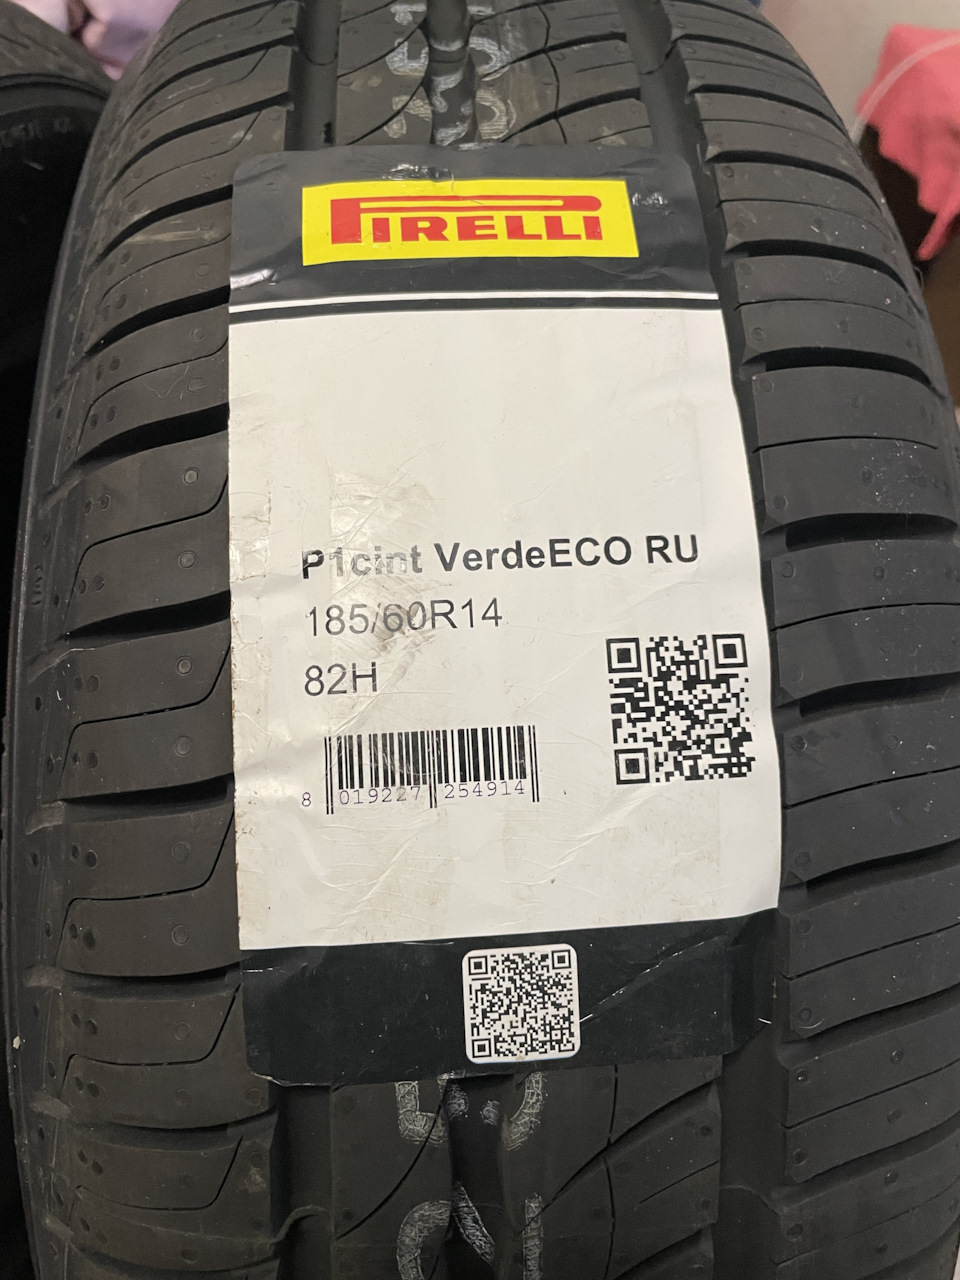 PIRELLI
P1cint VerdeECO RU
185/60R14
82H
8 019227 254914